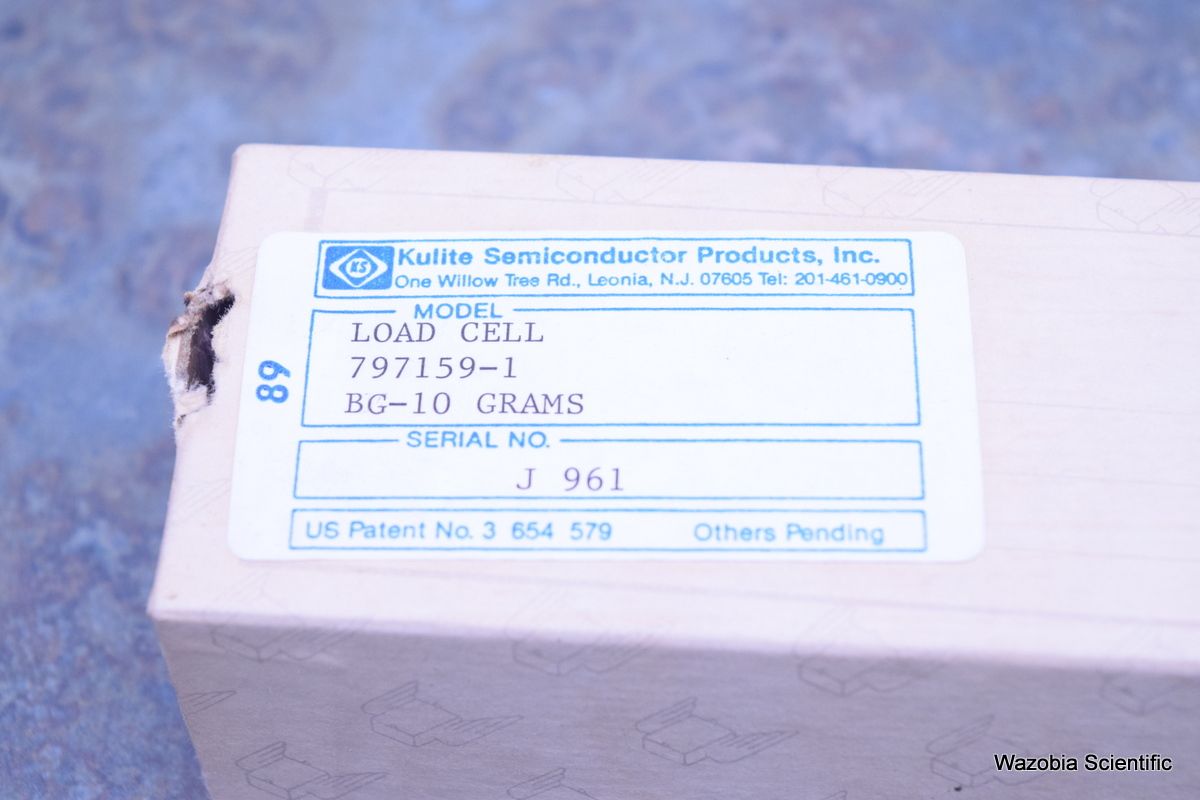 KS
Kulite Semiconductor Products, Inc.
One Willow Tree Rd., Leonia, N.J. 07605 Tel: 201-461-0900
MODEL
LOAD CELL
797159-1
BG-10 GRAMS
89
SERIAL NO.
J 961
US Patent No. 3 654 579 Others Pending
Wazobia Scientific